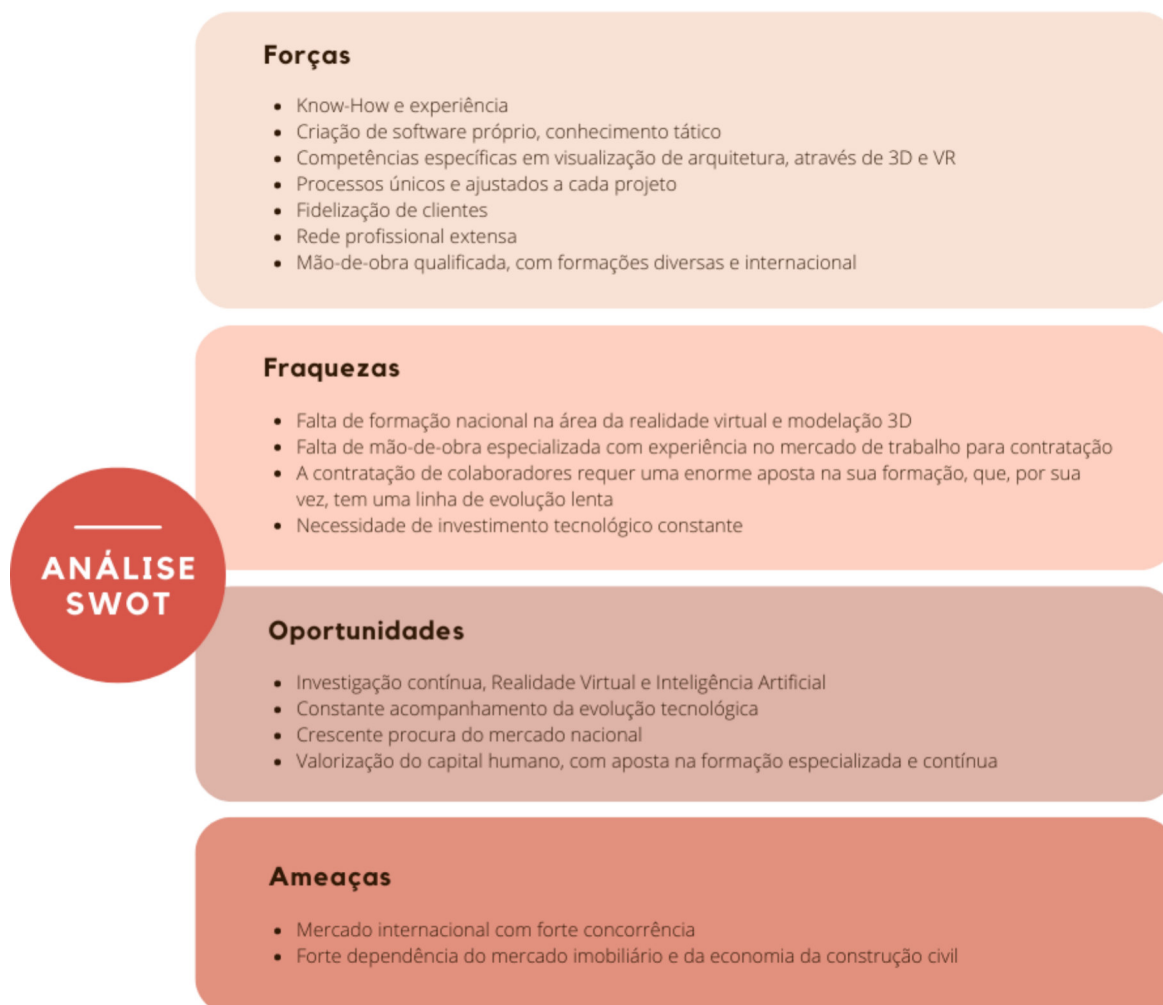 Forças
• Know-How e experiência
• Criação de software próprio, conhecimento tático
• Competências específicas em visualização de arquitetura, através de 3D e VR
• Processos únicos e ajustados a cada projeto
• Fidelização de clientes
• Rede profissional extensa
• Mão-de-obra qualificada, com formações diversas e internacional
Fraquezas
• Falta de formação nacional na área da realidade virtual e modelação 3D
• Falta de mão-de-obra especializada com experiência no mercado de trabalho para contratação
• A contratação de colaboradores requer uma enorme aposta na sua formação, que, por sua
vez, tem uma linha de evolução lenta
• Necessidade de investimento tecnológico constante
ANÁLISE
SWOT
Oportunidades
• Investigação contínua, Realidade Virtual e Inteligência Artificial
• Constante acompanhamento da evolução tecnológica
• Crescente procura do mercado nacional
• Valorização do capital humano, com aposta na formação especializada e contínua
Ameaças
• Mercado internacional com forte concorrência
• Forte dependência do mercado imobiliário e da economia da construção civil